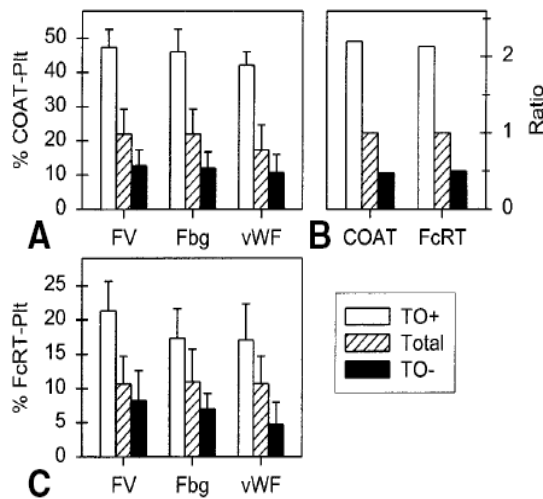 50
40
30
20
10
0
% COAT-Plt
A
FV Fbg vWF
2
1
0
Ratio
B
COAT FcRT
25
20
15
10
5
0
% FcRT-Plt
C
FV Fbg vWF
TO+
Total
TO-